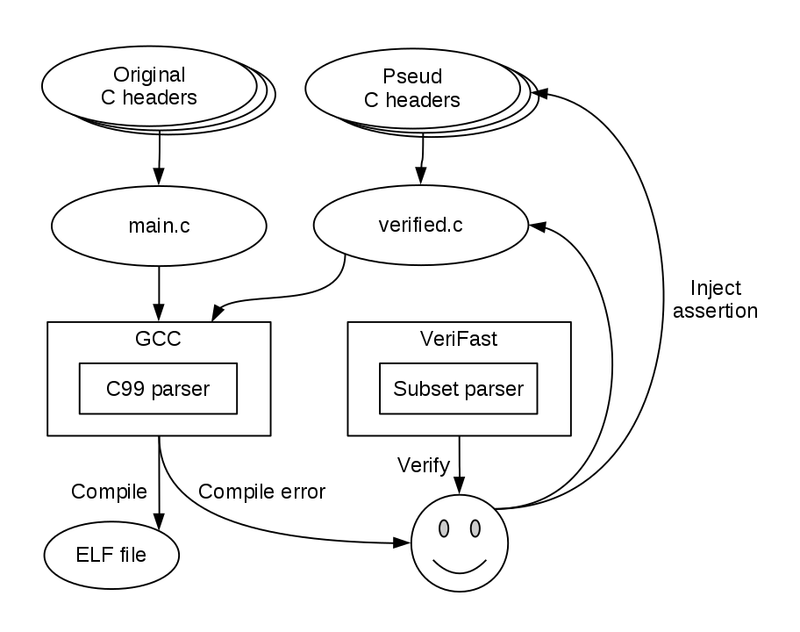 Original
C headers
Pseud
C headers
main.c
verified.c
Inject
assertion
GCC
C99 parser
VeriFast
Subset parser
Verify
Compile
Compile error
ELF file